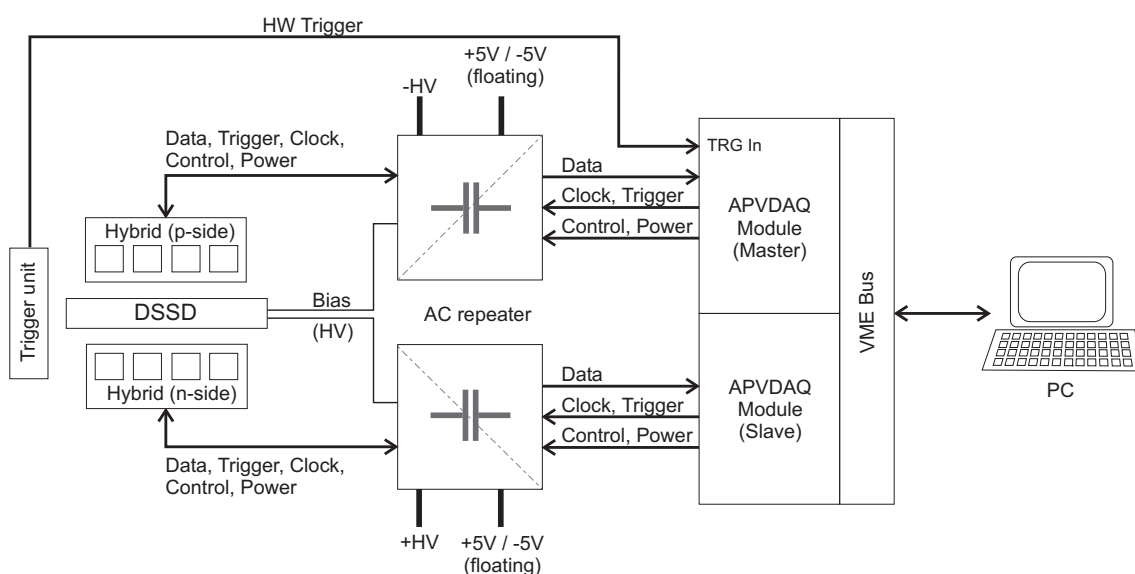 HW Trigger
+5V / -5V
(floating)
-HV
Data, Trigger, Clock,
Control, Power
TRG In
Data
Clock, Trigger
Control, Power
APVDAQ
Module
(Master)
Hybrid (p-side)
Trigger unit
DSSD
Bias
(HV)
AC repeater
VME Bus
Hybrid (n-side)
Data
Clock, Trigger
Control, Power
APVDAQ
Module
(Slave)
PC
Data, Trigger, Clock,
Control, Power
+HV
+5V / -5V
(floating)